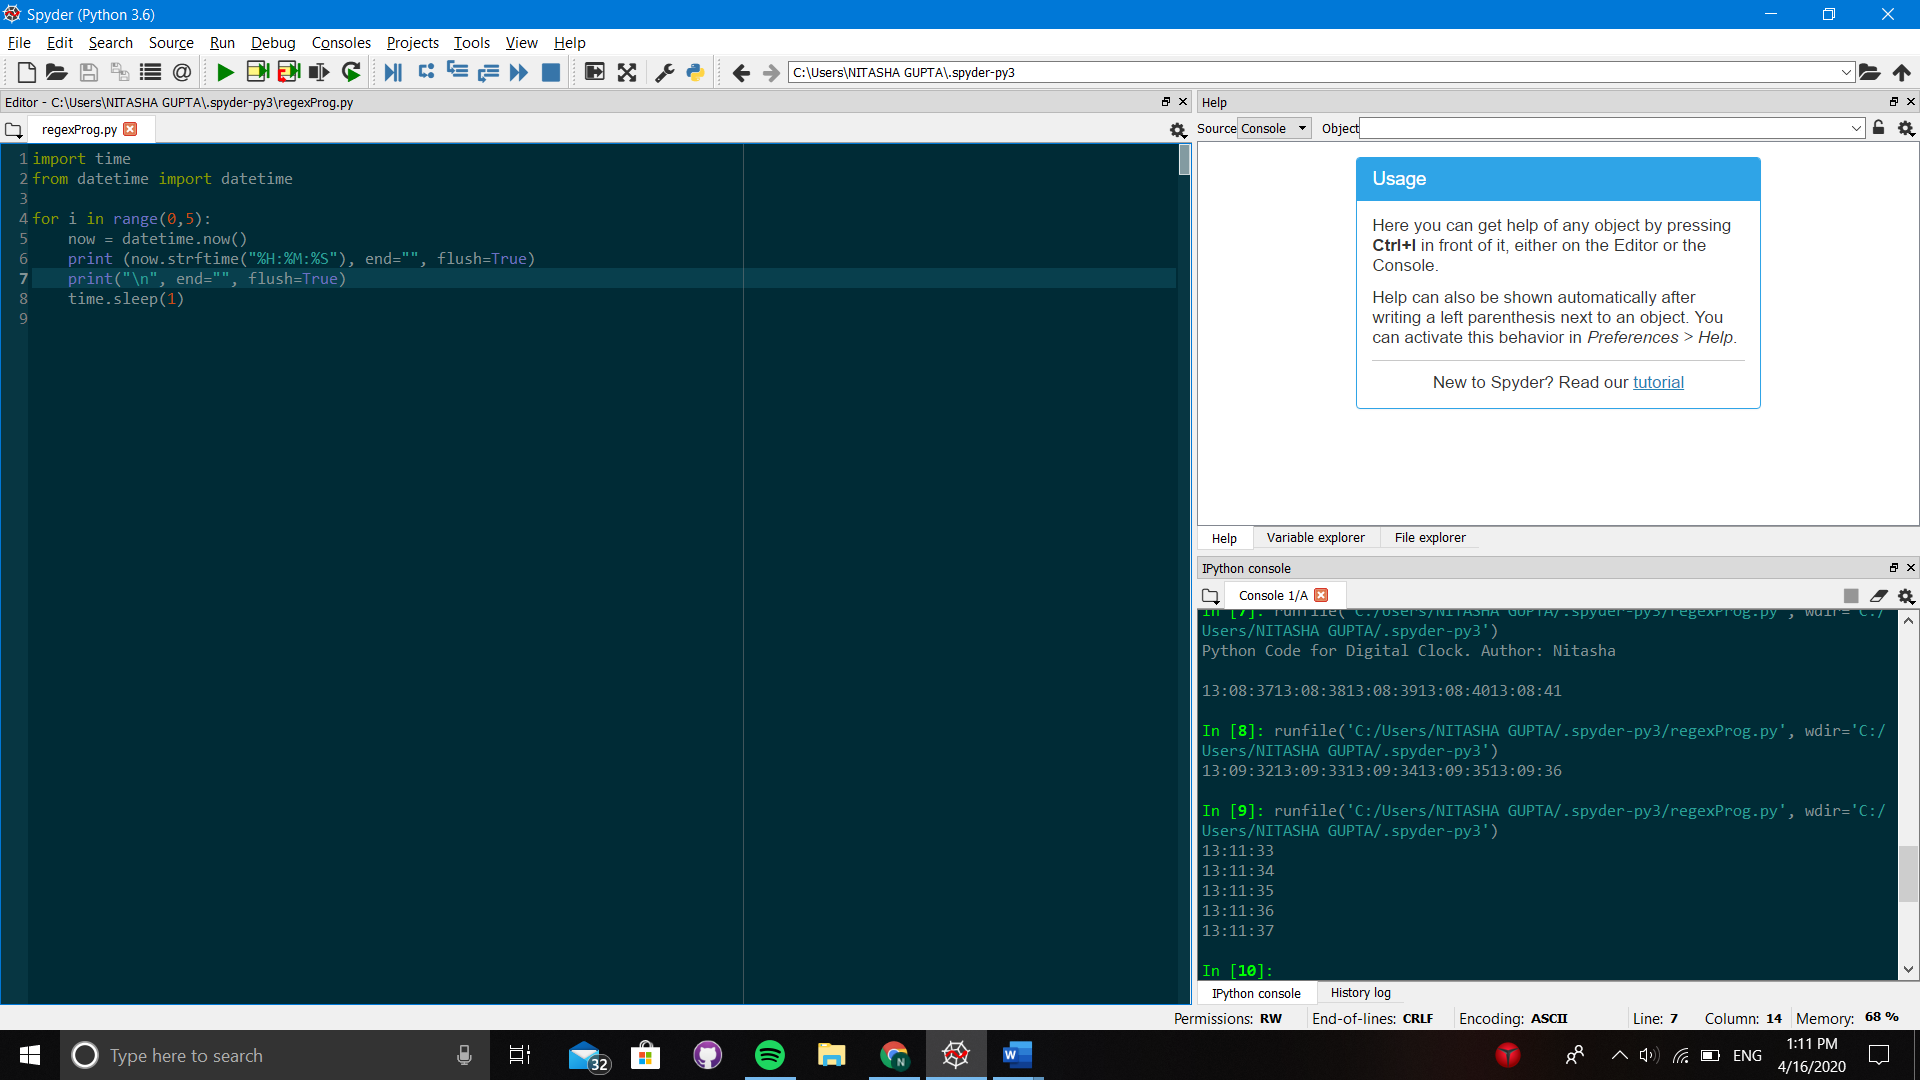 Spyder (Python 3.6)
File Edit Search Source Run Debug Consoles Projects Tools View Help
C:\Users\NITASHA GUPTA\.spyder-py3
Editor - C:\Users\NITASHA GUPTA\.spyder-py3\regexProg.py
regexProg.py
1 import time
2 from datetime import datetime
3
4 for i in range(0,5):
5     now = datetime.now()
6     print (now.strftime("%H:%M:%S"), end="", flush=True)
7     print("\n", end="", flush=True)
8     time.sleep(1)
9
Help
Source Console Object
Usage
Here you can get help of any object by pressing
Ctrl+I in front of it, either on the Editor or the
Console.
Help can also be shown automatically after
writing a left parenthesis next to an object. You
can activate this behavior in Preferences > Help.
New to Spyder? Read our tutorial
Help Variable explorer File explorer
IPython console
Console 1/A
In [7]: runfile('C:/Users/NITASHA GUPTA/.spyder-py3/regexProg.py', wdir='C:/
Users/NITASHA GUPTA/.spyder-py3')
Python Code for Digital Clock. Author: Nitasha
13:08:3713:08:3813:08:3913:08:4013:08:41
In [8]: runfile('C:/Users/NITASHA GUPTA/.spyder-py3/regexProg.py', wdir='C:/
Users/NITASHA GUPTA/.spyder-py3')
13:09:3213:09:3313:09:3413:09:3513:09:36
In [9]: runfile('C:/Users/NITASHA GUPTA/.spyder-py3/regexProg.py', wdir='C:/
Users/NITASHA GUPTA/.spyder-py3')
13:11:33
13:11:34
13:11:35
13:11:36
13:11:37
In [10]:
IPython console History log
Permissions: RW End-of-lines: CRLF Encoding: ASCII Line: 7 Column: 14 Memory: 68 %
Type here to search
32
N
W
ENG
1:11 PM
4/16/2020